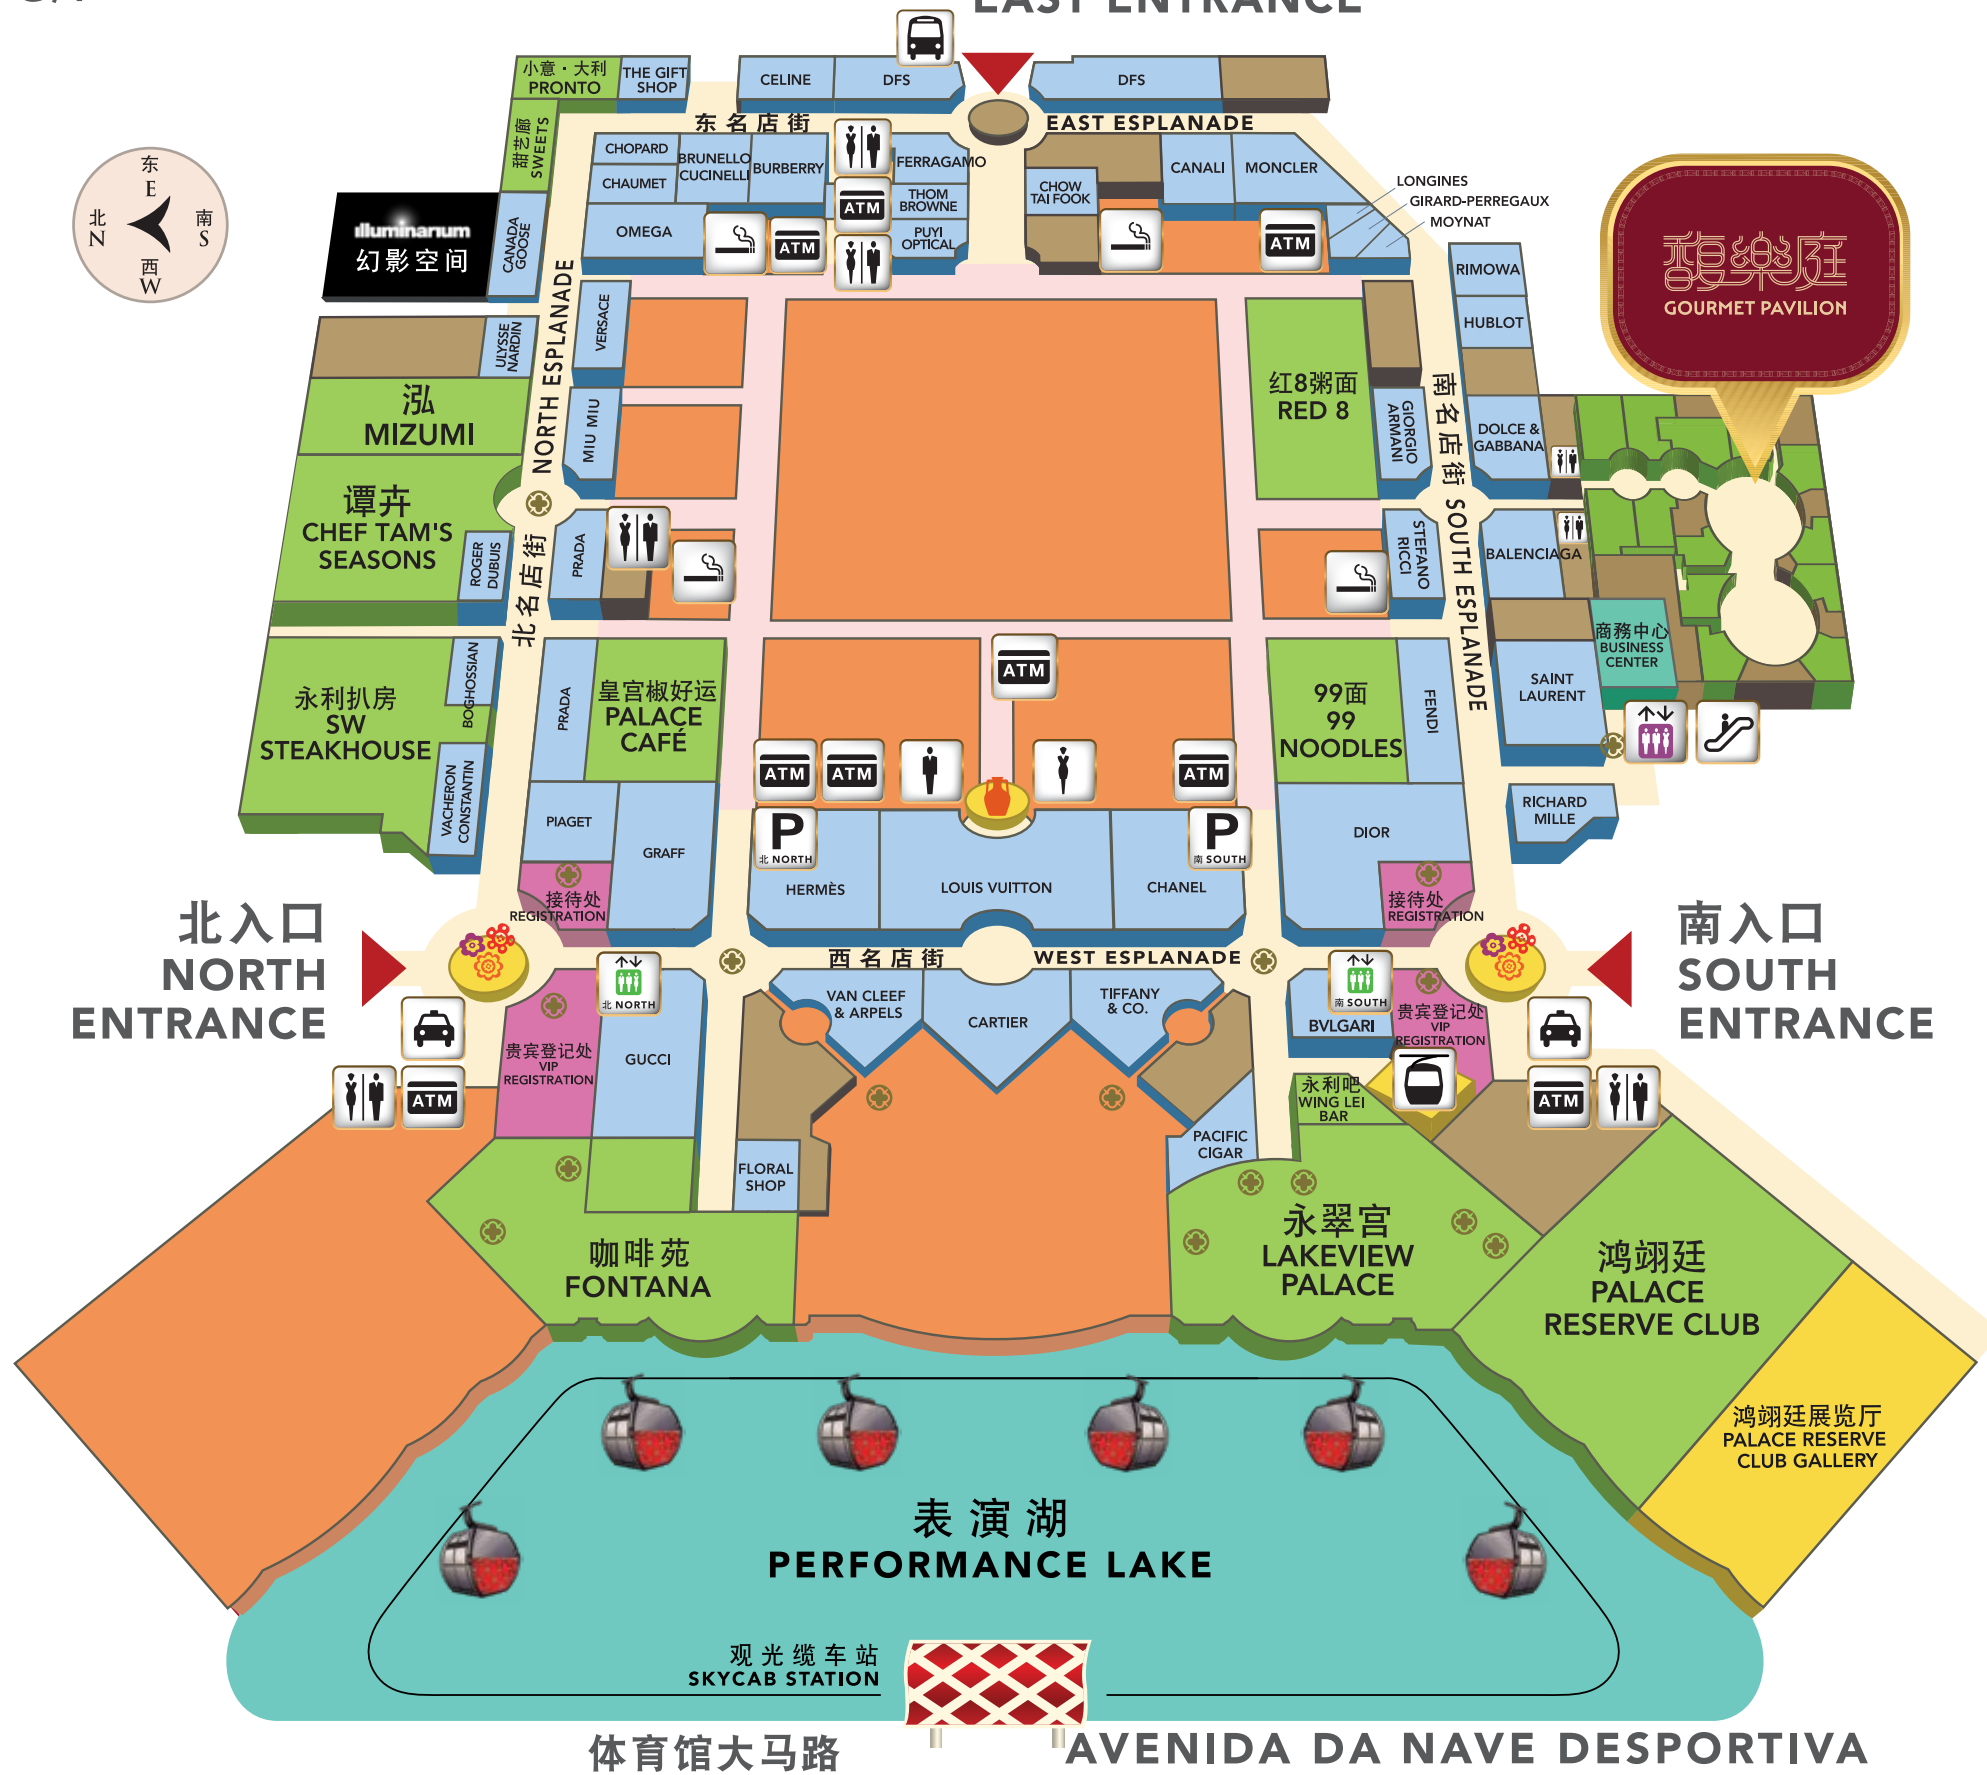 EAST ENTRANCE
小意·大利
PRONTO
THE GIFT
SHOP
CELINE
DFS
DFS
甜艺廊
SWEETS
东名店街
EAST ESPLANADE
CHOPARD
CHAUMET
BRUNELLO
CUCINELLI
BURBERRY
FERRAGAMO
THOM
BROWNE
PUYI
OPTICAL
OMEGA
ATM
ATM
CHOW
TAI FOOK
CANALI
MONCLER
ATM
LONGINES
GIRARD-PERREGAUX
MOYNAT
东
E
北
N
南
S
西
W
illuminarium
幻影空间
CANADA
GOOSE
RIMOWA
HUBLOT
馥樂庭
GOURMET PAVILION
ULYSSE
NARDIN
NORTH ESPLANADE
VERSACE
MIU MIU
泓
MIZUMI
谭卉
CHEF TAM'S
SEASONS
ROGER
DUBUIS
北名店街
PRADA
红8粥面
RED 8
GIORGIO
ARMANI
南名店街
SOUTH ESPLANADE
DOLCE &
GABBANA
STEFANO
RICCI
BALENCIAGA
商務中心
BUSINESS
CENTER
SAINT
LAURENT
永利扒房
SW
STEAKHOUSE
BOGHOSSIAN
VACHERON
CONSTANTIN
PRADA
皇宫椒好运
PALACE
CAFÉ
ATM
ATM
ATM
ATM
99面
99
NOODLES
FENDI
RICHARD
MILLE
PIAGET
GRAFF
P
北 NORTH
HERMÈS
LOUIS VUITTON
P
南 SOUTH
CHANEL
DIOR
接待处
REGISTRATION
接待处
REGISTRATION
北入口
NORTH
ENTRANCE
南入口
SOUTH
ENTRANCE
北 NORTH
西名店街
WEST ESPLANADE
南 SOUTH
VAN CLEEF
& ARPELS
CARTIER
TIFFANY
& CO.
BVLGARI
贵宾登记处
VIP
REGISTRATION
贵宾登记处
VIP
REGISTRATION
GUCCI
ATM
ATM
永利吧
WING LEI
BAR
PACIFIC
CIGAR
FLORAL
SHOP
咖啡苑
FONTANA
永翠宫
LAKEVIEW
PALACE
鸿翊廷
PALACE
RESERVE CLUB
鸿翊廷展览厅
PALACE RESERVE
CLUB GALLERY
表演湖
PERFORMANCE LAKE
观光缆车站
SKYCAB STATION
体育馆大马路
AVENIDA DA NAVE DESPORTIVA